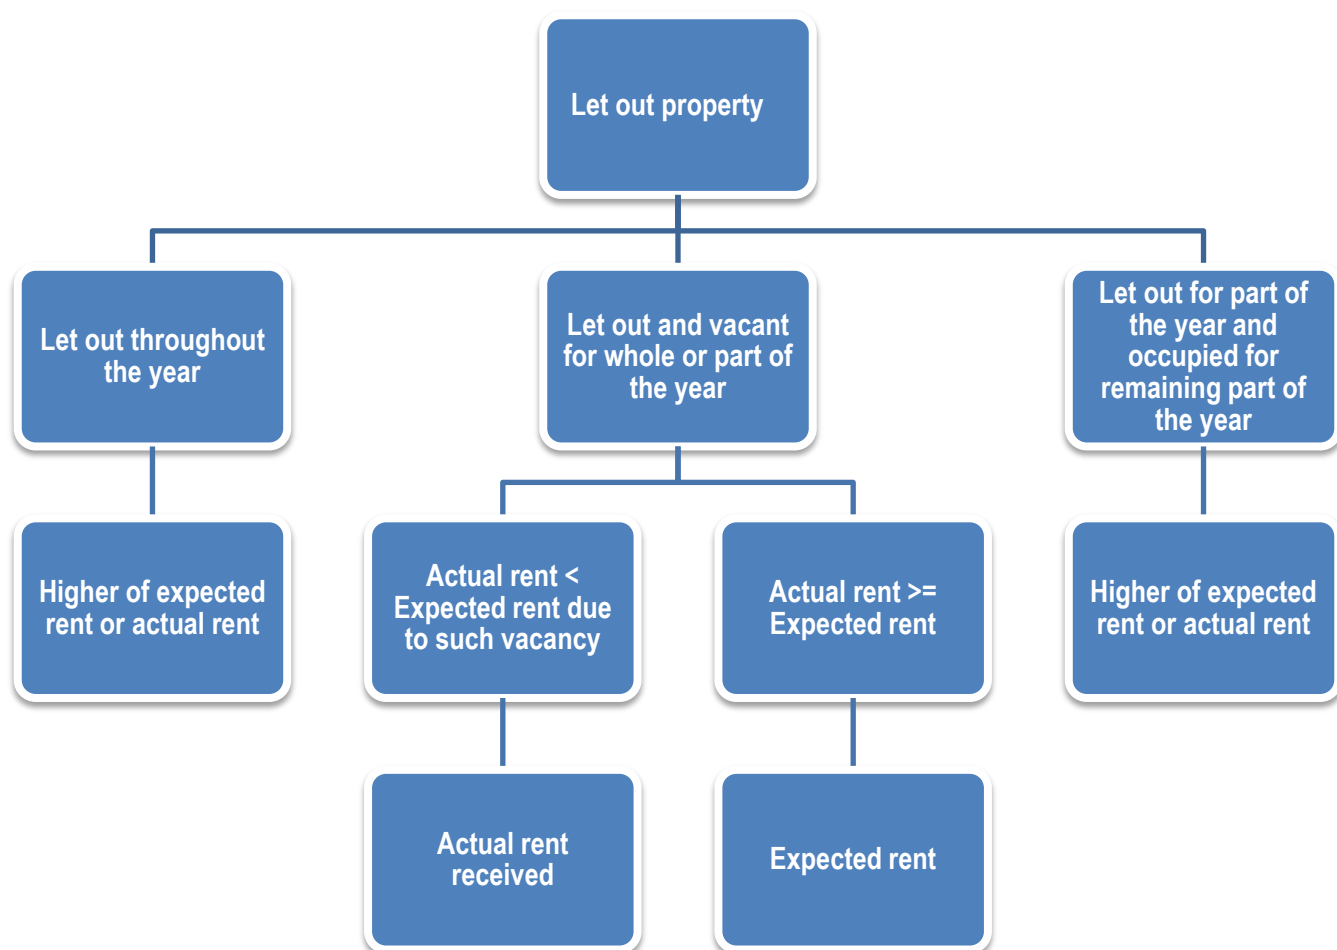 Let out property
Let out throughout
the year
Let out and vacant
for whole or part of
the year
Let out for part of
the year and
occupied for
remaining part of
the year
Higher of expected
rent or actual rent
Actual rent <
Expected rent due
to such vacancy
Actual rent >=
Expected rent
Higher of expected
rent or actual rent
Actual rent
received
Expected rent